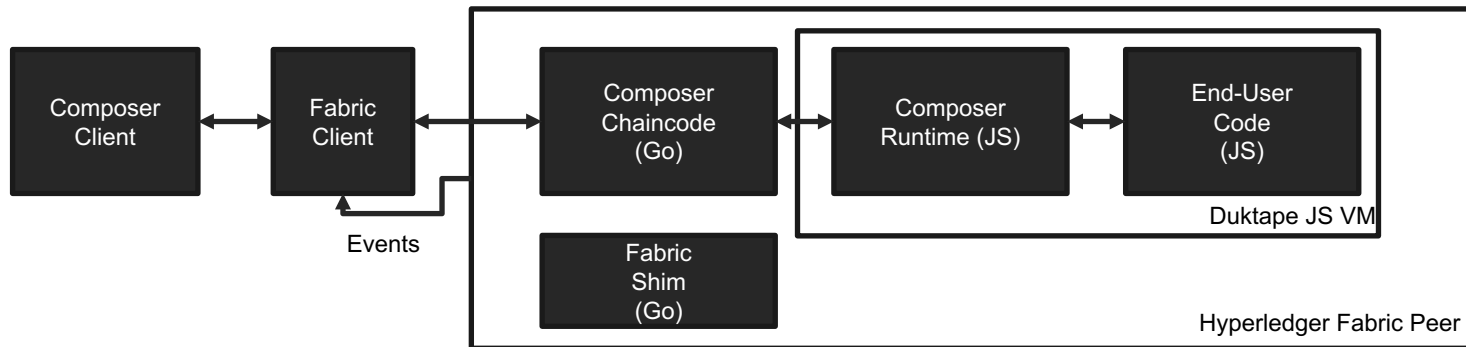 Composer
Client
Fabric
Client
Composer
Chaincode
(Go)
Composer
Runtime (JS)
End-User
Code
(JS)
Duktape JS VM
Events
Fabric
Shim
(Go)
Hyperledger Fabric Peer